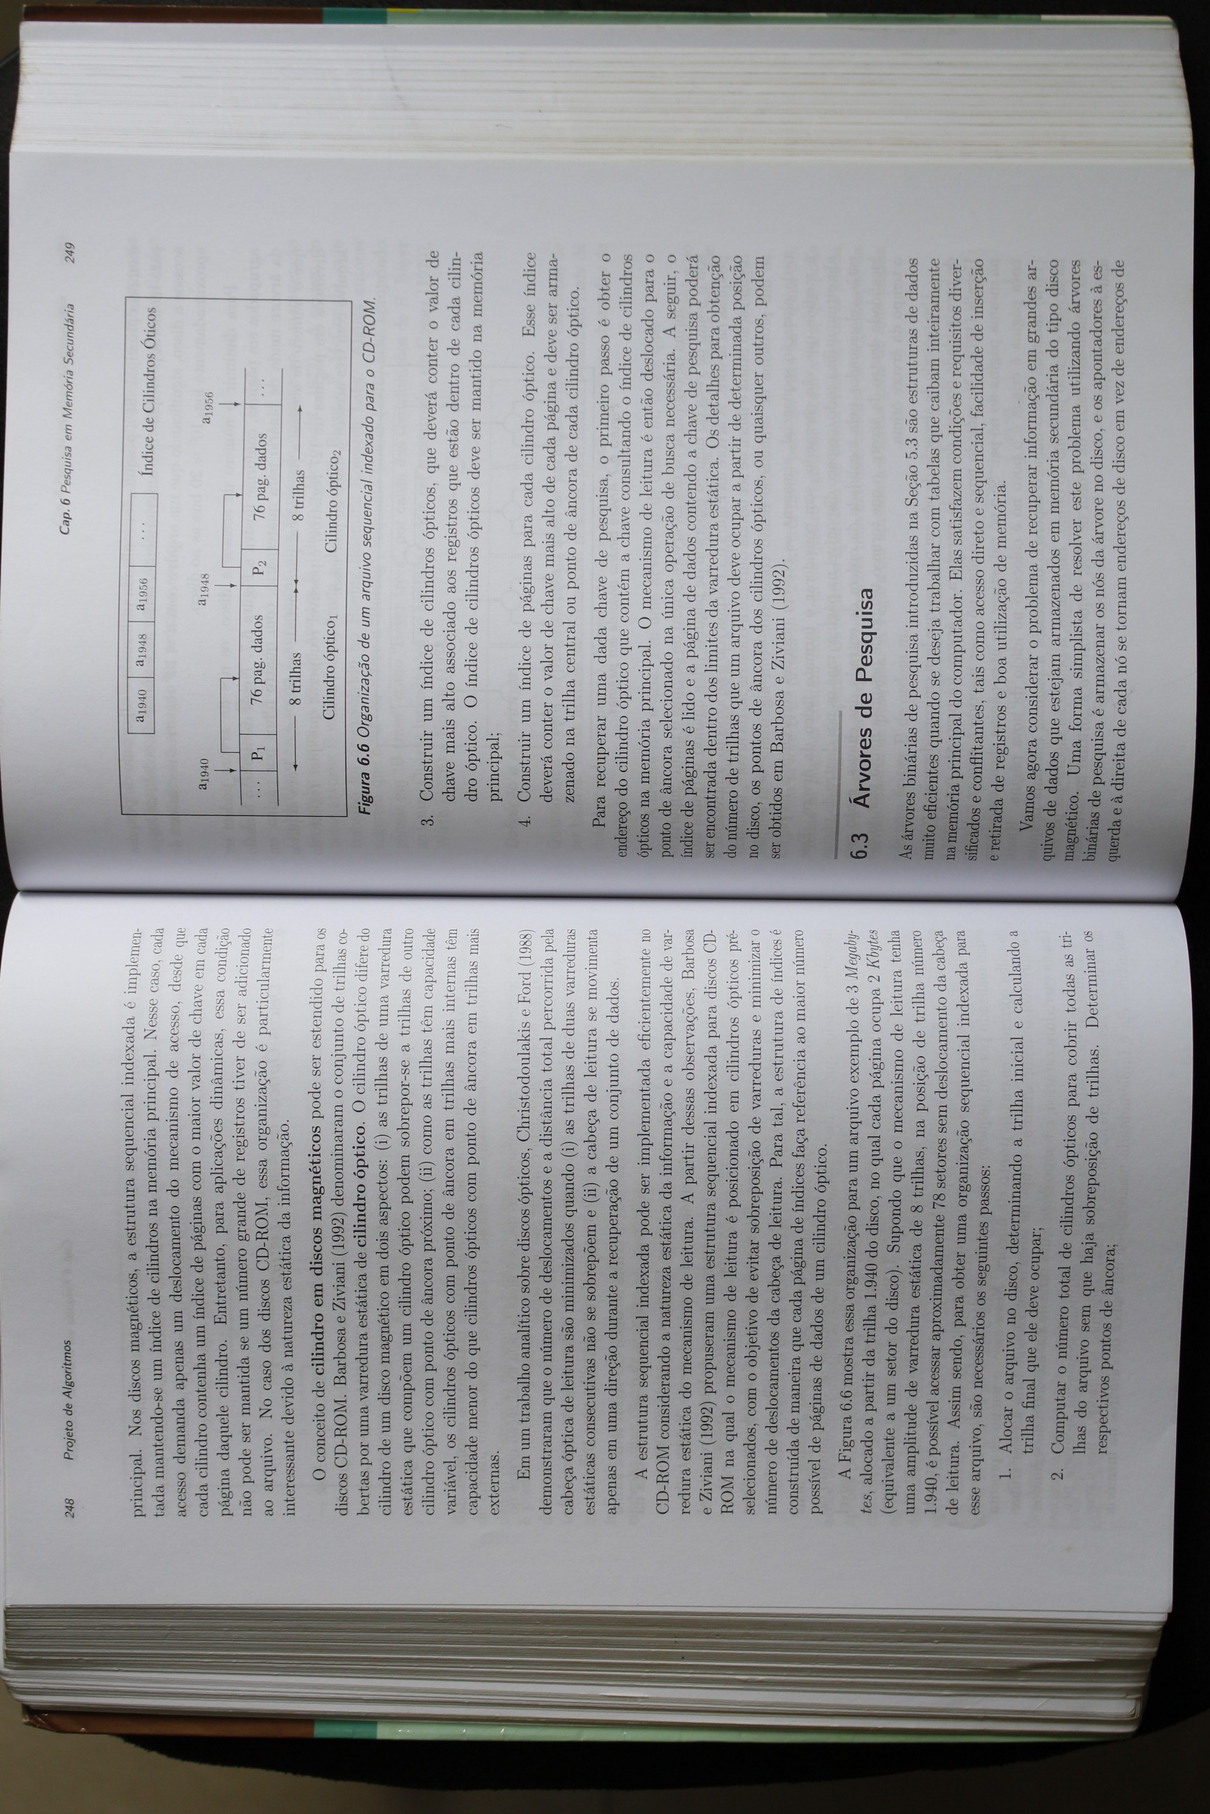 248 Projeto de Algoritmos
principal. Nos discos magnéticos, a estrutura sequencial indexada é implemen-
tada mantendo-se um índice de cilindros na memória principal. Nesse caso, cada
acesso demanda apenas um deslocamento do mecanismo de acesso, desde que
cada cilindro contenha um índice de páginas com o maior valor de chave em cada
página daquele cilindro. Entretanto, para aplicações dinâmicas, essa condição
não pode ser mantida se um número grande de registros tiver de ser adicionado
ao arquivo. No caso dos discos CD-ROM, essa organização é particularmente
interessante devido à natureza estática da informação.
O conceito de cilindro em discos magnéticos pode ser estendido para os
discos CD-ROM. Barbosa e Ziviani (1992) denominaram o conjunto de trilhas co-
bertas por uma varredura estática de cilindro óptico. O cilindro óptico difere do
cilindro de um disco magnético em dois aspectos: (i) as trilhas de uma varredura
estática que compõem um cilindro óptico podem sobrepor-se a trilhas de outro
cilindro óptico com ponto de âncora próximo; (ii) como as trilhas têm capacidade
variável, os cilindros ópticos com ponto de âncora em trilhas mais internas têm
capacidade menor do que cilindros ópticos com ponto de âncora em trilhas mais
externas.
Em um trabalho analítico sobre discos ópticos, Christodoulakis e Ford (1988)
demonstraram que o número de deslocamentos e a distância total percorrida pela
cabeça óptica de leitura são minimizados quando (i) as trilhas de duas varreduras
estáticas consecutivas não se sobrepõem e (ii) a cabeça de leitura se movimenta
apenas em uma direção durante a recuperação de um conjunto de dados.
A estrutura sequencial indexada pode ser implementada eficientemente no
CD-ROM considerando a natureza estática da informação e a capacidade de var-
redura estática do mecanismo de leitura. A partir dessas observações, Barbosa
e Ziviani (1992) propuseram uma estrutura sequencial indexada para discos CD-
ROM na qual o mecanismo de leitura é posicionado em cilindros ópticos pré-
selecionados, com o objetivo de evitar sobreposição de varreduras e minimizar o
número de deslocamentos da cabeça de leitura. Para tal, a estrutura de índices é
construída de maneira que cada página de índices faça referência ao maior número
possível de páginas de dados de um cilindro óptico.
A Figura 6.6 mostra essa organização para um arquivo exemplo de 3 Megaby-
tes, alocado a partir da trilha 1.940 do disco, no qual cada página ocupa 2 Kbytes
(equivalente a um setor do disco). Supondo que o mecanismo de leitura tenha
uma amplitude de varredura estática de 8 trilhas, na posição de trilha número
1.940, é possível acessar aproximadamente 78 setores sem deslocamento da cabeça
de leitura. Assim sendo, para obter uma organização sequencial indexada para
esse arquivo, são necessários os seguintes passos:
1. Alocar o arquivo no disco, determinando a trilha inicial e calculando a
trilha final que ele deve ocupar;
2. Computar o número total de cilindros ópticos para cobrir todas as tri-
lhas do arquivo sem que haja sobreposição de trilhas. Determinar os
respectivos pontos de âncora;
Cap. 6 Pesquisa em Memória Secundária 249
a1940 a1948 a1956 ... Índice de Cilindros Óticos
a1940 a1948 a1956
... P1 76 pag. dados P2 76 pag. dados ...
8 trilhas 8 trilhas
Cilindro óptico1 Cilindro óptico2
Figura 6.6 Organização de um arquivo sequencial indexado para o CD-ROM.
3. Construir um índice de cilindros ópticos, que deverá conter o valor de
chave mais alto associado aos registros que estão dentro de cada cilin-
dro óptico. O índice de cilindros ópticos deve ser mantido na memória
principal;
4. Construir um índice de páginas para cada cilindro óptico. Esse índice
deverá conter o valor de chave mais alto de cada página e deve ser arma-
zenado na trilha central ou ponto de âncora de cada cilindro óptico.
Para recuperar uma dada chave de pesquisa, o primeiro passo é obter o
endereço do cilindro óptico que contém a chave consultando o índice de cilindros
ópticos na memória principal. O mecanismo de leitura é então deslocado para o
ponto de âncora selecionado na única operação de busca necessária. A seguir, o
índice de páginas é lido e a página de dados contendo a chave de pesquisa poderá
ser encontrada dentro dos limites da varredura estática. Os detalhes para obtenção
do número de trilhas que um arquivo deve ocupar a partir de determinada posição
no disco, os pontos de âncora dos cilindros ópticos, ou quaisquer outros, podem
ser obtidos em Barbosa e Ziviani (1992).
6.3 Árvores de Pesquisa
As árvores binárias de pesquisa introduzidas na Seção 5.3 são estruturas de dados
muito eficientes quando se deseja trabalhar com tabelas que caibam inteiramente
na memória principal do computador. Elas satisfazem condições e requisitos diver-
sificados e conflitantes, tais como acesso direto e sequencial, facilidade de inserção
e retirada de registros e boa utilização de memória.
Vamos agora considerar o problema de recuperar informação em grandes ar-
quivos de dados que estejam armazenados em memória secundária do tipo disco
magnético. Uma forma simplista de resolver este problema utilizando árvores
binárias de pesquisa é armazenar os nós da árvore no disco, e os apontadores à es-
querda e à direita de cada nó se tornam endereços de disco em vez de endereços de